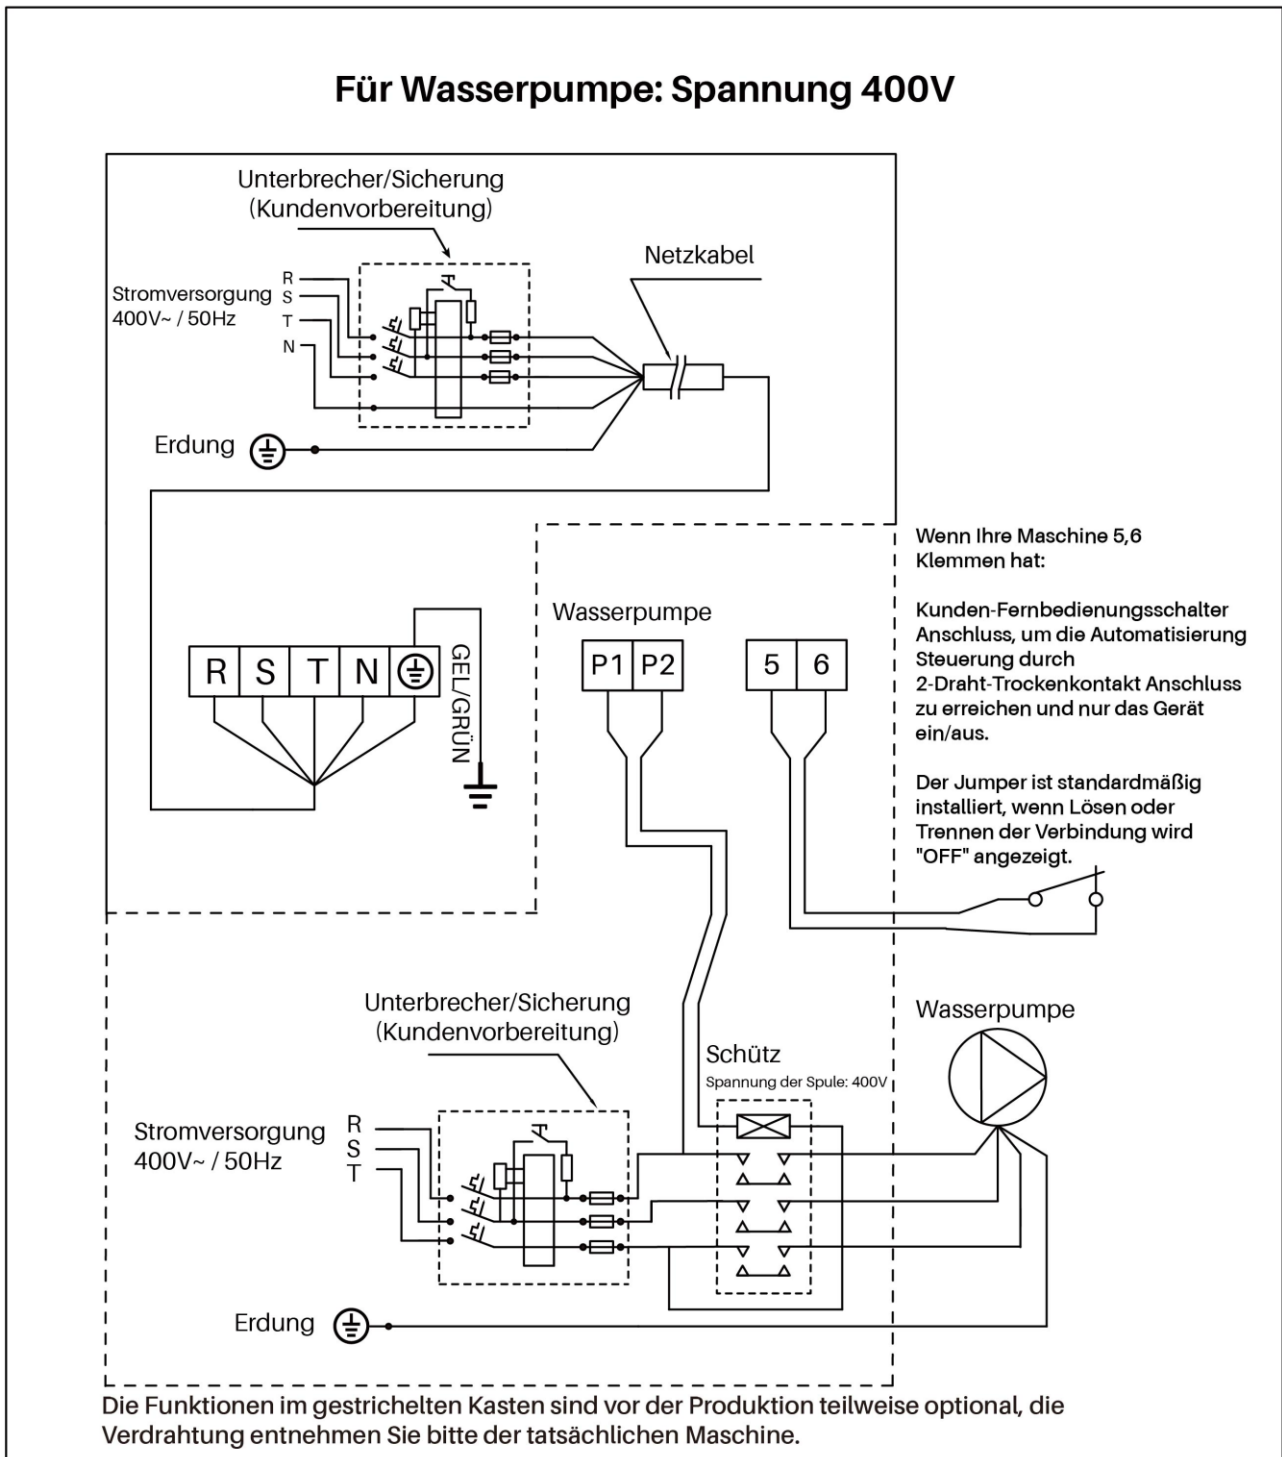 Für Wasserpumpe: Spannung 400V
Unterbrecher/Sicherung
(Kundenvorbereitung)
Netzkabel
Stromversorgung
400V~ / 50Hz
R
S
T
N
Erdung
Wenn Ihre Maschine 5,6
Klemmen hat:
Kunden-Fernbedienungsschalter
Anschluss, um die Automatisierung
Steuerung durch
2-Draht-Trockenkontakt Anschluss
zu erreichen und nur das Gerät
ein/aus.
Der Jumper ist standardmäßig
installiert, wenn Lösen oder
Trennen der Verbindung wird
"OFF" angezeigt.
Wasserpumpe
R S T N
GEL/GRÜN
P1 P2
5 6
Unterbrecher/Sicherung
(Kundenvorbereitung)
Wasserpumpe
Schütz
Spannung der Spule: 400V
Stromversorgung
400V~ / 50Hz
R
S
T
Erdung
Die Funktionen im gestrichelten Kasten sind vor der Produktion teilweise optional, die
Verdrahtung entnehmen Sie bitte der tatsächlichen Maschine.